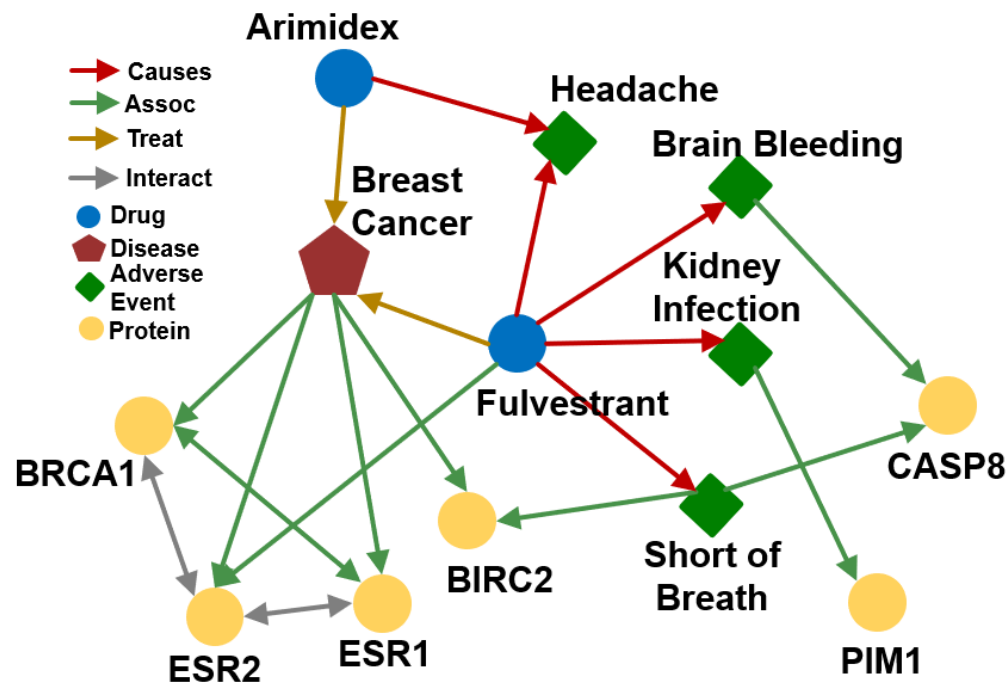 Arimidex
Causes
Assoc
Treat
Interact
Drug
Disease
Adverse
Event
Protein
Headache
Brain Bleeding
Breast
Cancer
Kidney
Infection
Fulvestrant
BRCA1
CASP8
BIRC2
Short of
Breath
ESR2
ESR1
PIM1